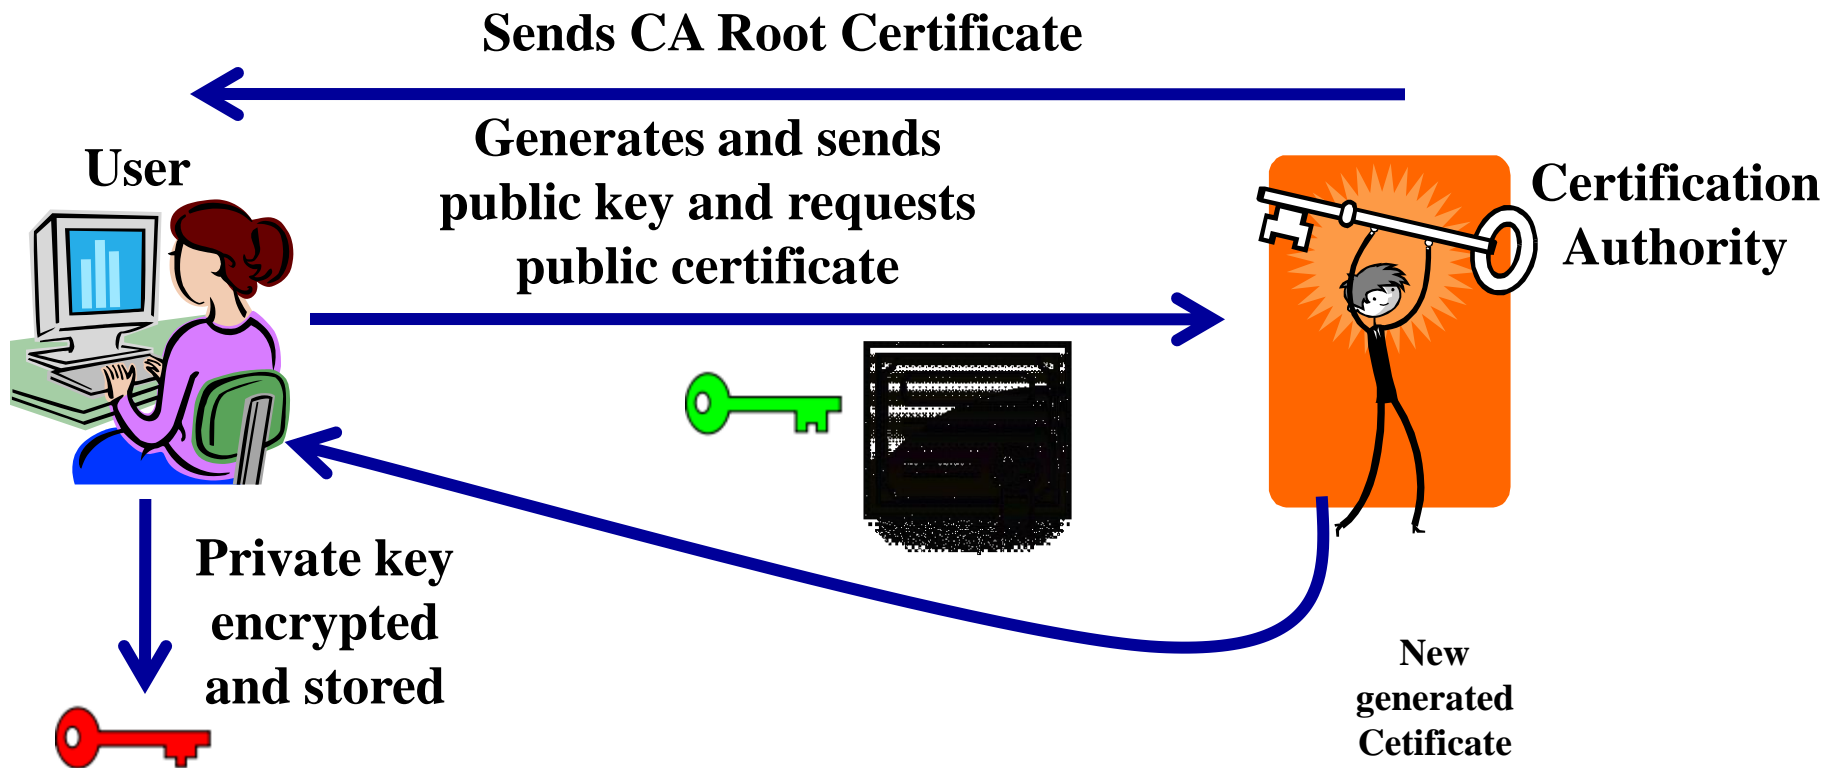 Sends CA Root Certificate
Generates and sends
public key and requests
public certificate
User
Certification
Authority
Private key
encrypted
and stored
New
generated
Cetificate